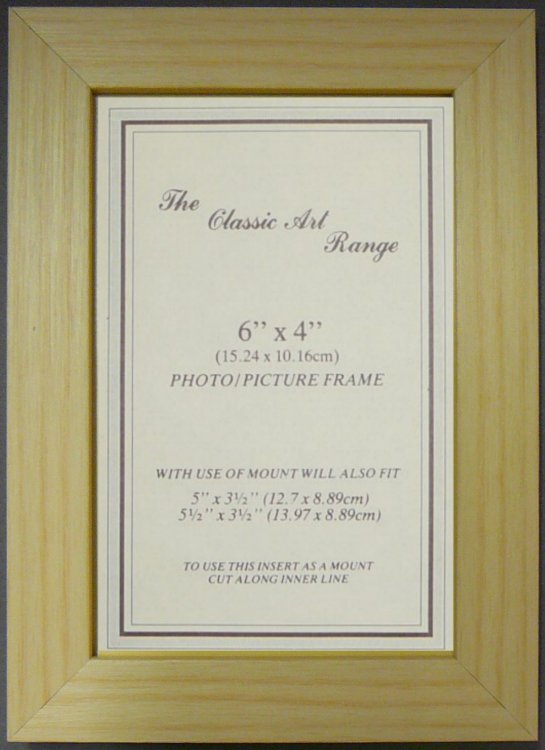 The
Classic Art
Range
6" x 4"
(15.24 x 10.16cm)
PHOTO/PICTURE FRAME
WITH USE OF MOUNT WILL ALSO FIT
5" x 3½" (12.7 x 8.89cm)
5½" x 3½" (13.97 x 8.89cm)
TO USE THIS INSERT AS A MOUNT
CUT ALONG INNER LINE